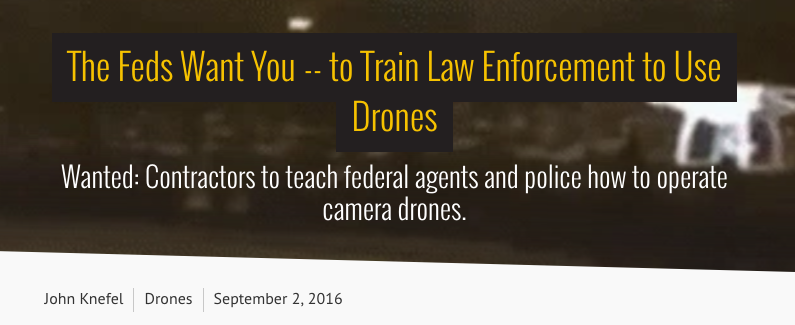 The Feds Want You -- to Train Law Enforcement to Use
Drones
Wanted: Contractors to teach federal agents and police how to operate
camera drones.
John Knefel | Drones | September 2, 2016